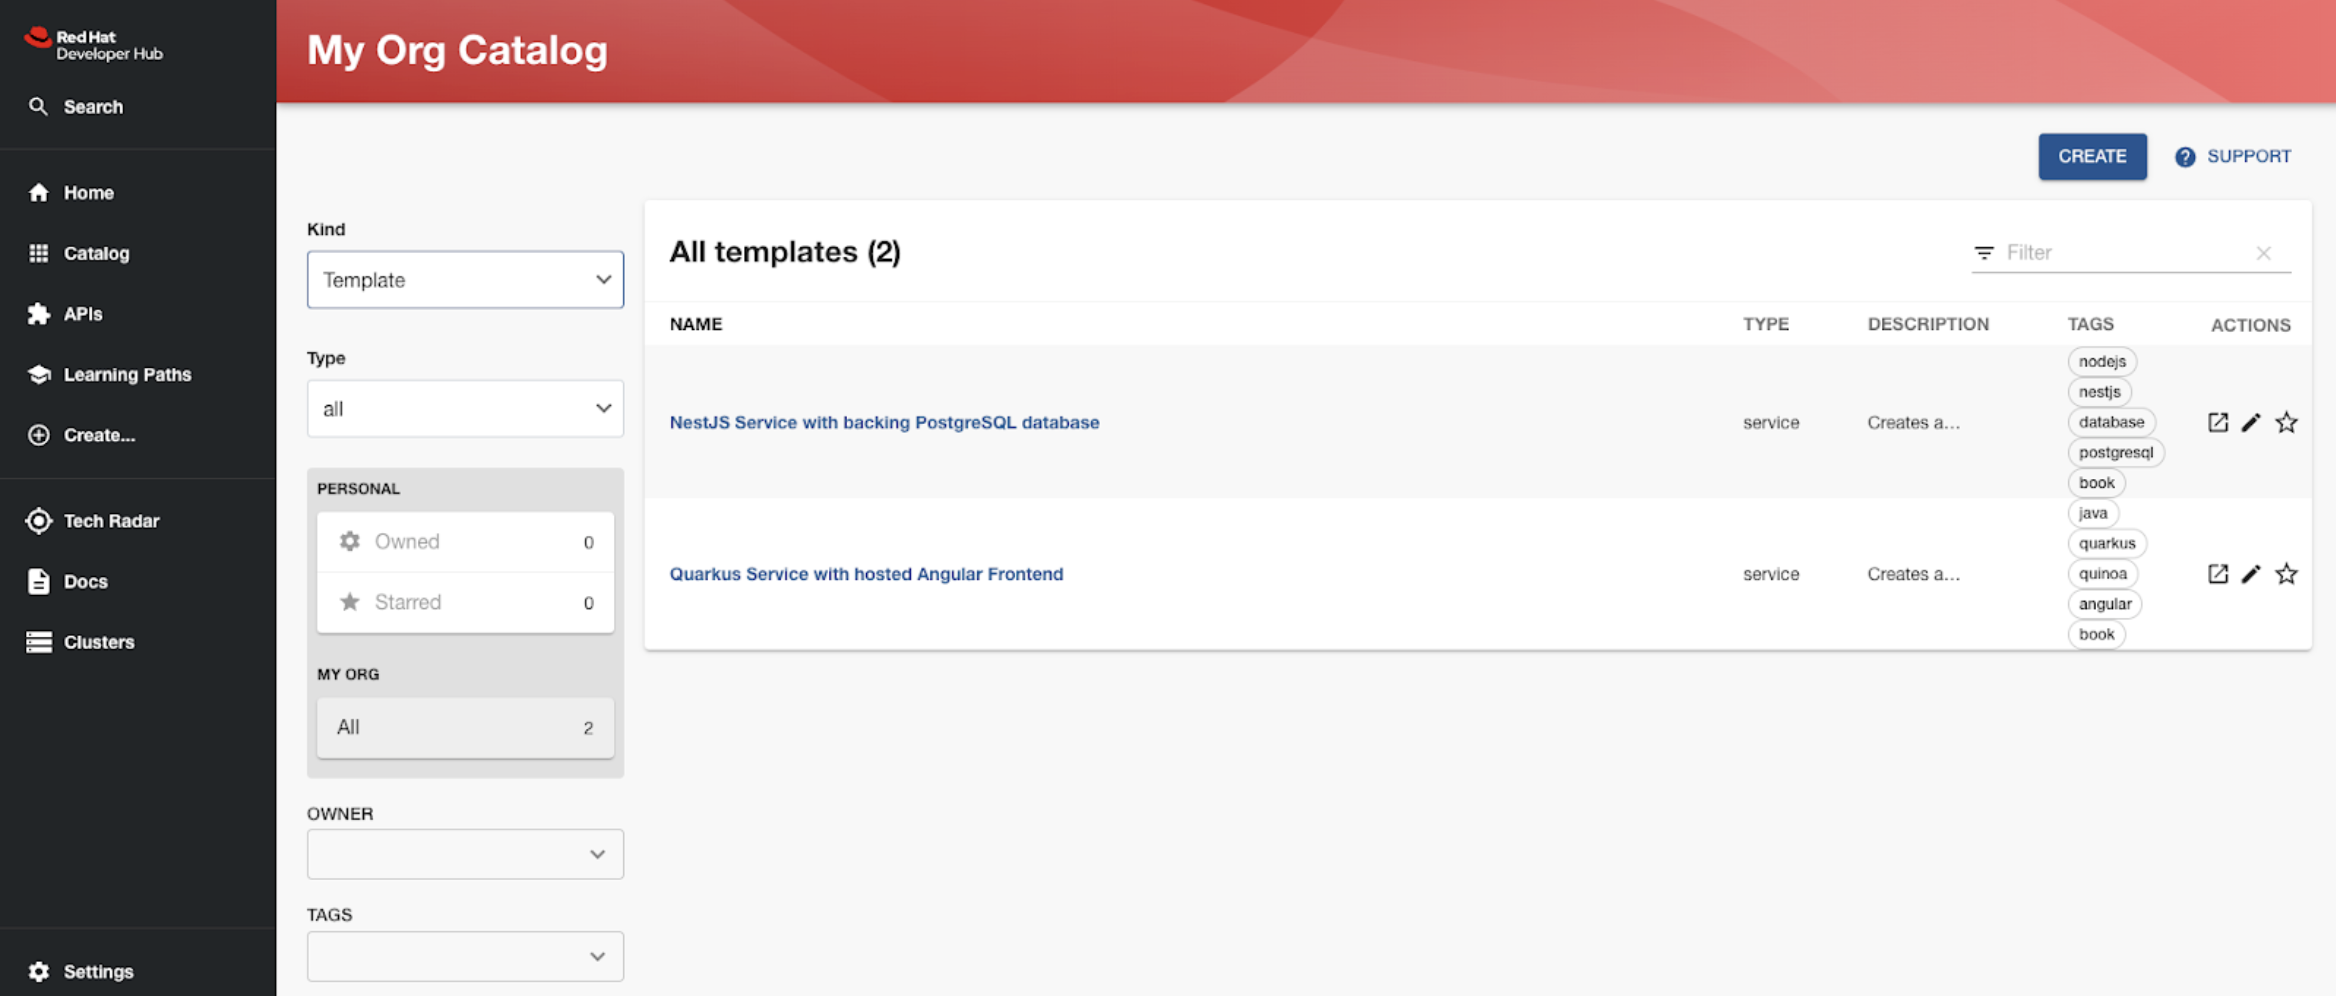 Red Hat
Developer Hub
Search
Home
Catalog
APIs
Learning Paths
Create...
Tech Radar
Docs
Clusters
Settings
My Org Catalog
CREATE
? SUPPORT
Kind
Template
Type
all
PERSONAL
Owned 0
Starred 0
MY ORG
All 2
OWNER
TAGS
All templates (2)
Filter
NAME TYPE DESCRIPTION TAGS ACTIONS
NestJS Service with backing PostgreSQL database service Creates a...
nodejs
nestjs
database
postgresql
book
Quarkus Service with hosted Angular Frontend service Creates a...
java
quarkus
quinoa
angular
book